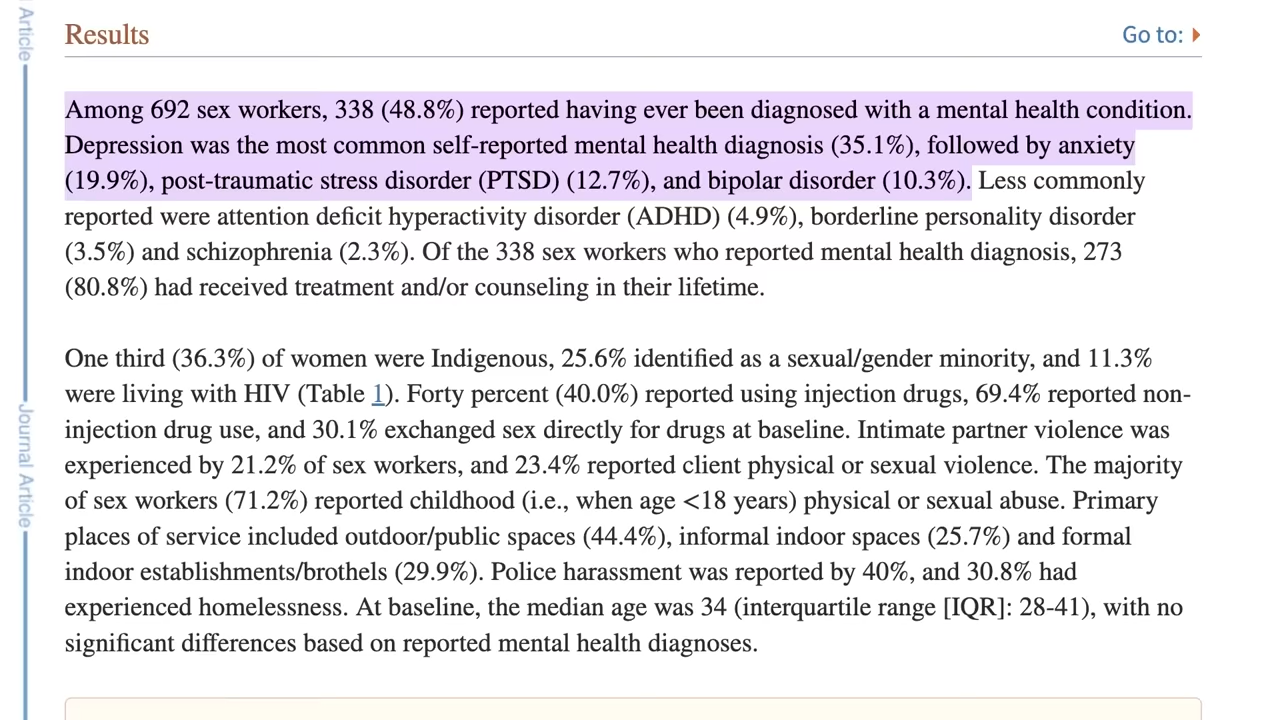 Results
Go to:
Among 692 sex workers, 338 (48.8%) reported having ever been diagnosed with a mental health condition.
Depression was the most common self-reported mental health diagnosis (35.1%), followed by anxiety
(19.9%), post-traumatic stress disorder (PTSD) (12.7%), and bipolar disorder (10.3%). Less commonly
reported were attention deficit hyperactivity disorder (ADHD) (4.9%), borderline personality disorder
(3.5%) and schizophrenia (2.3%). Of the 338 sex workers who reported mental health diagnosis, 273
(80.8%) had received treatment and/or counseling in their lifetime.
One third (36.3%) of women were Indigenous, 25.6% identified as a sexual/gender minority, and 11.3%
were living with HIV (Table 1). Forty percent (40.0%) reported using injection drugs, 69.4% reported non-
injection drug use, and 30.1% exchanged sex directly for drugs at baseline. Intimate partner violence was
experienced by 21.2% of sex workers, and 23.4% reported client physical or sexual violence. The majority
of sex workers (71.2%) reported childhood (i.e., when age <18 years) physical or sexual abuse. Primary
places of service included outdoor/public spaces (44.4%), informal indoor spaces (25.7%) and formal
indoor establishments/brothels (29.9%). Police harassment was reported by 40%, and 30.8% had
experienced homelessness. At baseline, the median age was 34 (interquartile range [IQR]: 28-41), with no
significant differences based on reported mental health diagnoses.
Article
Journal Article